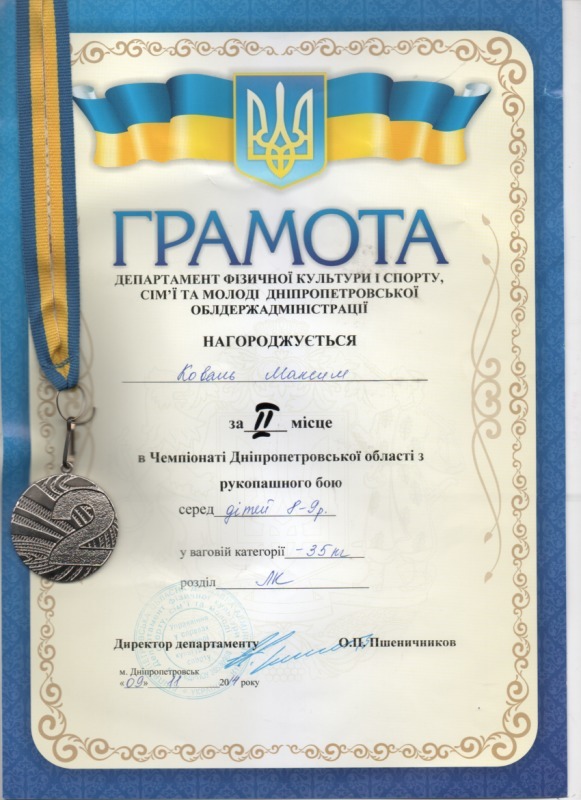 ГРАМОТА
ДЕПАРТАМЕНТ ФІЗИЧНОЇ КУЛЬТУРИ І СПОРТУ,
СІМ'Ї ТА МОЛОДІ ДНІПРОПЕТРОВСЬКОЇ
ОБЛДЕРЖАДМІНІСТРАЦІЇ
НАГОРОДЖУЄТЬСЯ
Коваль Максим
за II місце
в Чемпіонаті Дніпропетровської області з
рукопашного бою
серед дітей 8-9р.
у ваговій категорії -35кг
розділ ЛК
Директор департаменту О.П. Пшеничников
м. Дніпропетровськ
«09» 11 2014 року
2